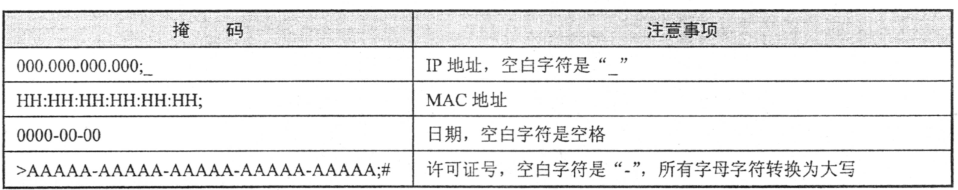 掩 码 注意事项
000.000.000.000;_ IP 地址，空白字符是“_”
HH:HH:HH:HH:HH:HH; MAC 地址
0000-00-00 日期，空白字符是空格
>AAAAA-AAAAA-AAAAA-AAAAA-AAAAA;# 许可证号，空白字符是“-”，所有字母字符转换为大写